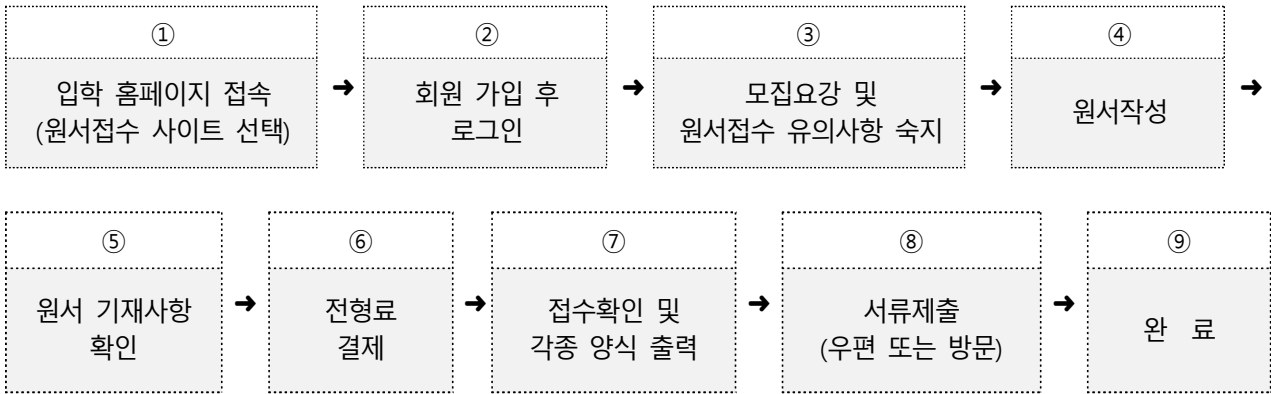 ①
입학 홈페이지 접속
(원서접수 사이트 선택)
➜
②
회원 가입 후
로그인
➜
③
모집요강 및
원서접수 유의사항 숙지
➜
④
원서작성
➜
⑤
원서 기재사항
확인
➜
⑥
전형료
결제
➜
⑦
접수확인 및
각종 양식 출력
➜
⑧
서류제출
(우편 또는 방문)
➜
⑨
완 료